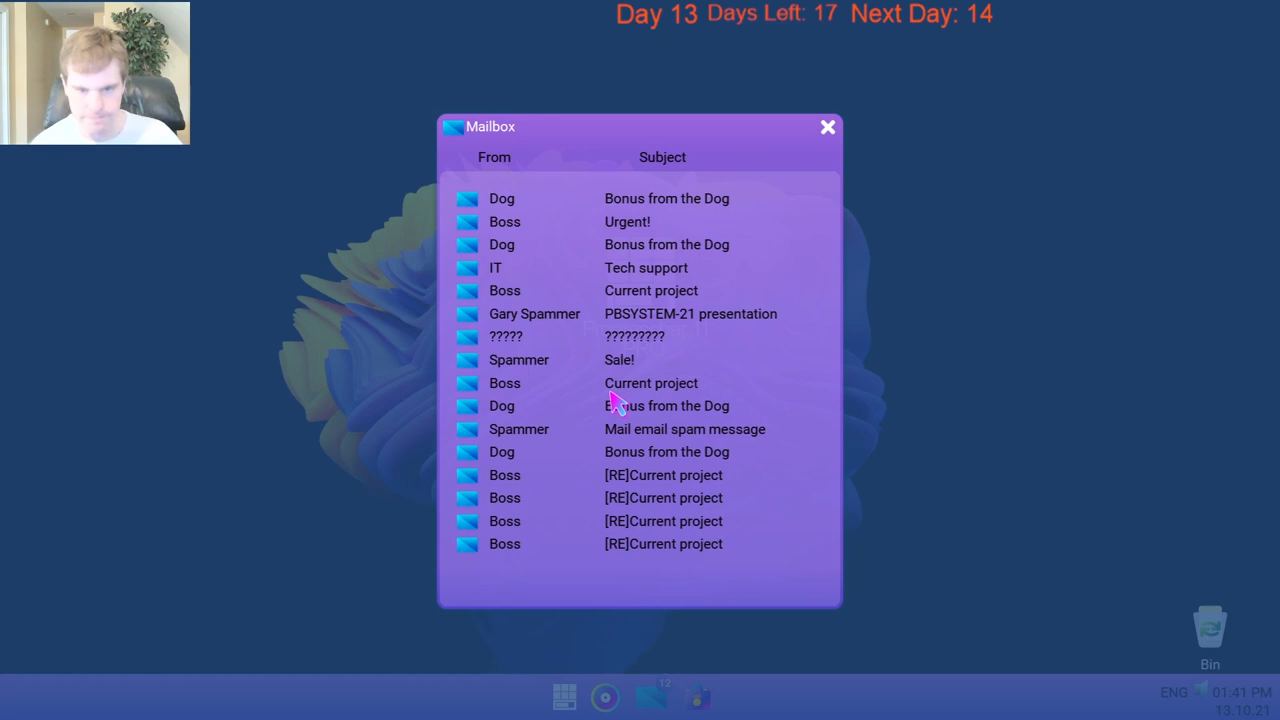 Day 13 Days Left: 17 Next Day: 14
Mailbox
From Subject
Dog Bonus from the Dog
Boss Urgent!
Dog Bonus from the Dog
IT Tech support
Boss Current project
Gary Spammer PBSYSTEM-21 presentation
????? ?????????
Spammer Sale!
Boss Current project
Dog Bonus from the Dog
Spammer Mail email spam message
Dog Bonus from the Dog
Boss [RE]Current project
Boss [RE]Current project
Boss [RE]Current project
Boss [RE]Current project
Bin
12
ENG 01:41 PM
13.10.21